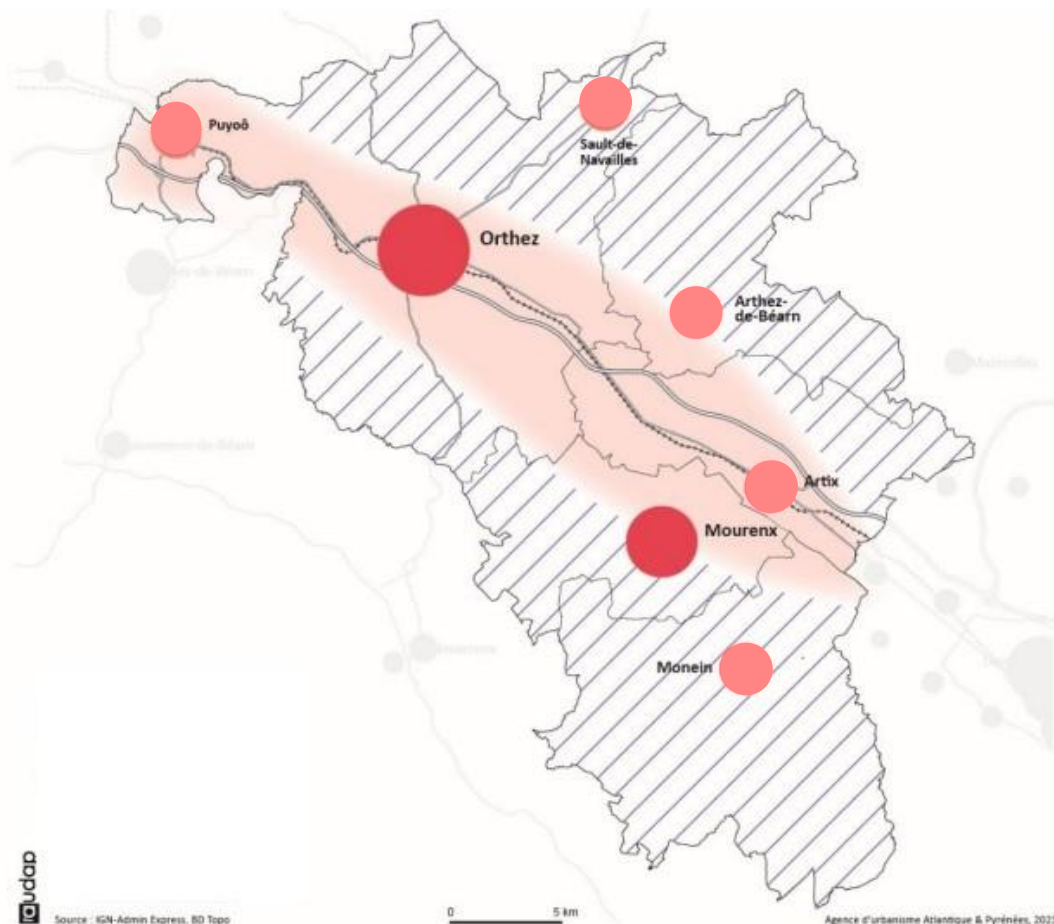 Puyoô
Sault-de-
Navailles
Orthez
Arthez-
de-Béarn
Artix
Mourenx
Monein
audap
Source : IGN-Admin Express, BD Topo
0
5 km
Agence d'urbanisme Atlantique & Pyrénées, 202